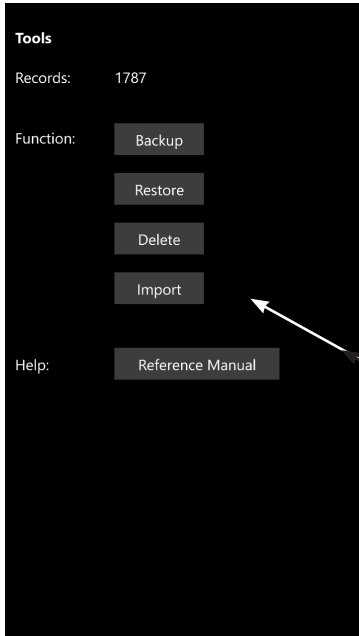 Tools
Records: 1787
Function: Backup
Restore
Delete
Import
Help: Reference Manual